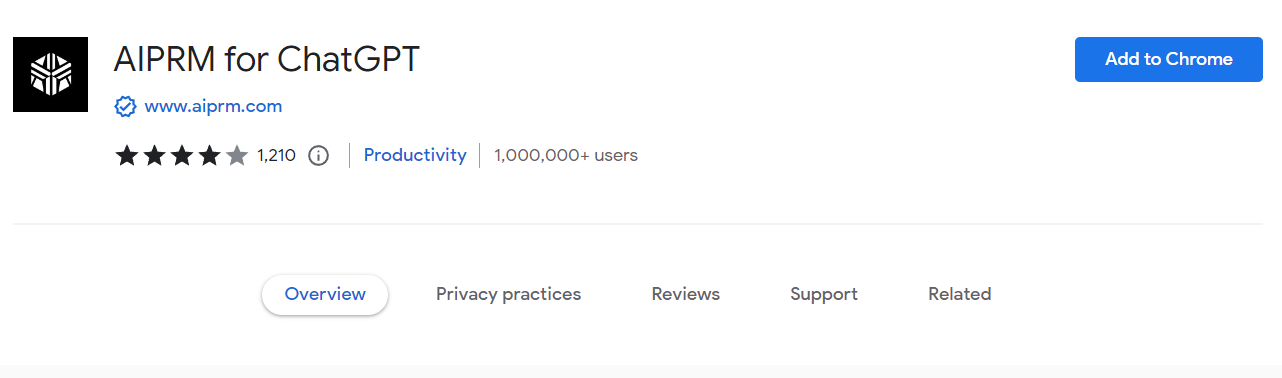 AIPRM for ChatGPT
Add to Chrome
www.aiprm.com
1,210 Productivity 1,000,000+ users
Overview Privacy practices Reviews Support Related